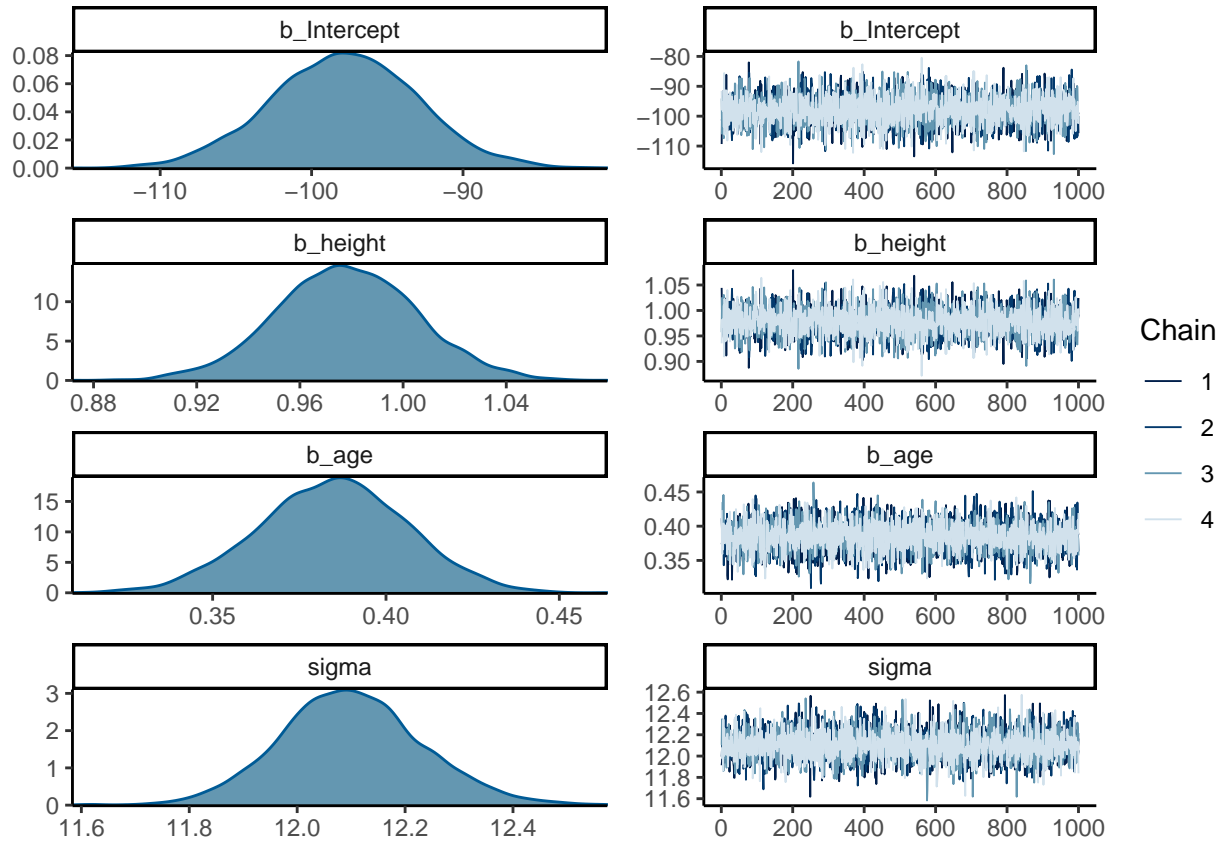 b_Intercept
0.08
0.06
0.04
0.02
0.00
−110 −100 −90
b_Intercept
−80
−90
−100
−110
0 200 400 600 800 1000
b_height
10
5
0
0.88 0.92 0.96 1.00 1.04
b_height
1.05
1.00
0.95
0.90
0 200 400 600 800 1000
b_age
15
10
5
0
0.35 0.40 0.45
b_age
0.45
0.40
0.35
0 200 400 600 800 1000
sigma
3
2
1
0
11.6 11.8 12.0 12.2 12.4
sigma
12.6
12.4
12.2
12.0
11.8
11.6
0 200 400 600 800 1000
Chain
1
2
3
4